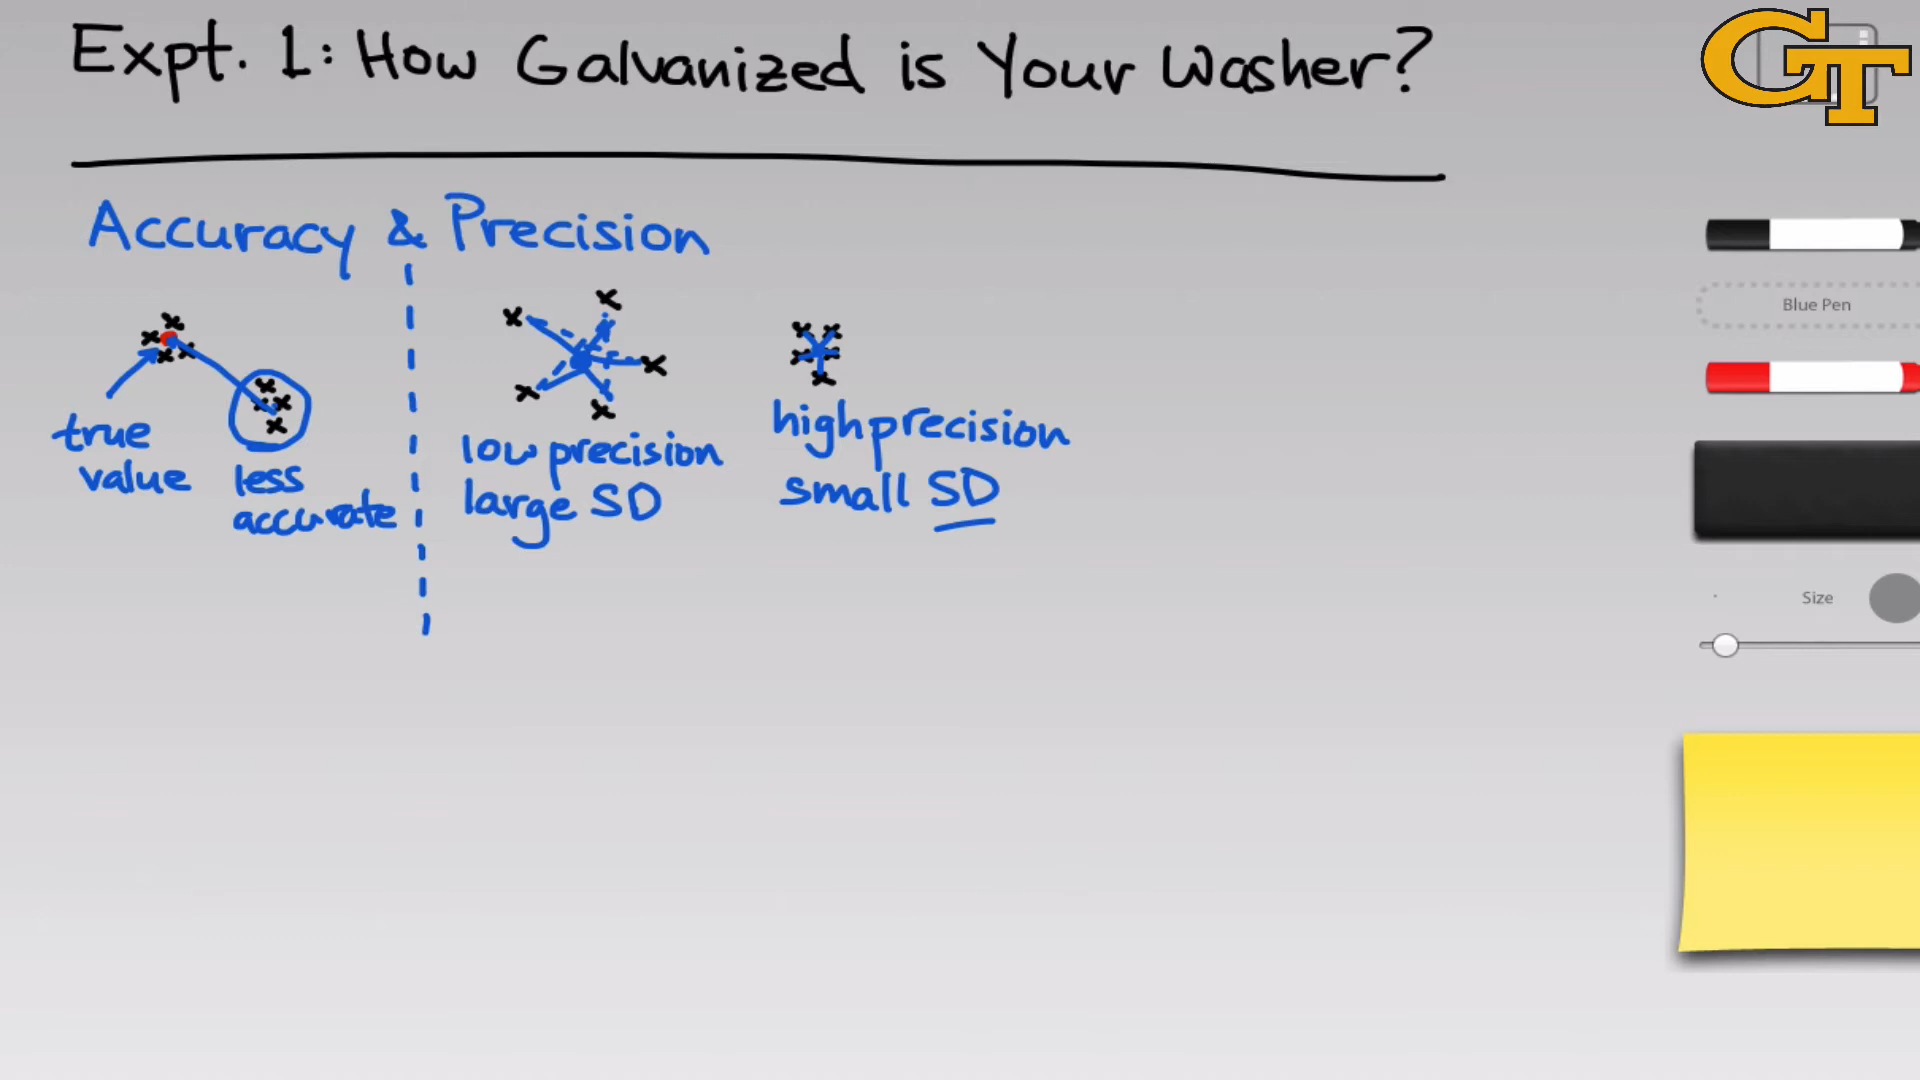 Expt. 1: How Galvanized is Your Washer?
GT
Accuracy & Precision
true
value
less
accurate
low precision
large SD
high precision
small SD
Blue Pen
Size